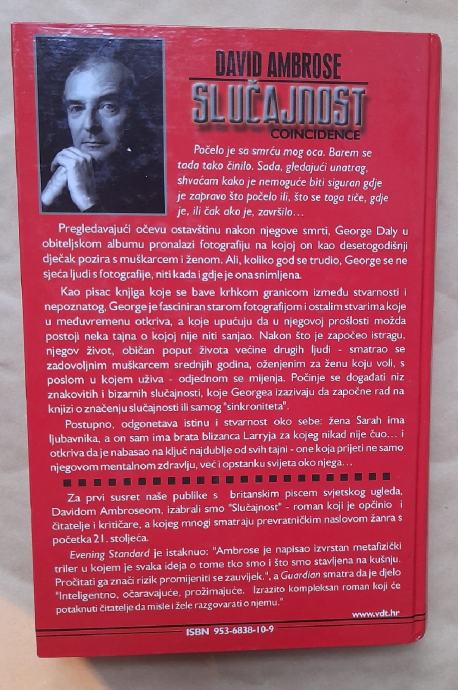 DAVID AMBROSE
SLUČAJNOST
COINCIDENCE
Počelo je sa smrću mog oca. Barem se
tada tako činilo. Sada, gledajući unatrag,
shvaćam kako je nemoguće biti siguran gdje
je zapravo što počelo ili, što se toga tiče, gdje
je, ili čak ako je, završilo…
Pregledavajući očevu ostavštinu nakon njegove smrti, George Daly u
obiteljskom albumu pronalazi fotografiju na kojoj on kao desetogodišnji
dječak pozira s muškarcem i ženom. Ali, koliko god se trudio, George se ne
sjeća ljudi s fotografije, niti kada i gdje je ona snimljena.
Kao pisac knjiga koje se bave krhkom granicom između stvarnosti i
nepoznatog, George je fasciniran starom fotografijom i ostalim stvarima koje
u međuvremenu otkriva, a koje upućuju da u njegovoj prošlosti možda
postoji neka tajna o kojoj nije niti sanjao. Nakon što je započeo istragu,
njegov život, običan poput života većine drugih ljudi - smatrao se
zadovoljnim muškarcem srednjih godina, oženjenim za ženu koju voli, s
poslom u kojem uživa - odjednom se mijenja. Počinje se događati niz
znakovitih i bizarnih slučajnosti, koje Georgea izazivaju da započne rad na
knjizi o značenju slučajnosti ili samog "sinkroniteta".
Postupno, odgonetava istinu i stvarnost oko sebe: žena Sarah ima
ljubavnika, a on sam ima brata blizanca Larryja za kojeg nikad nije čuo… i
otkriva da je nabasao na ključ najdublje od svih tajni - one koja prijeti ne samo
njegovom mentalnom zdravlju, već i opstanku svijeta oko njega…
Za prvi susret naše publike s britanskim piscem svjetskog ugleda,
Davidom Ambroseom, izabrali smo "Slučajnost" - roman koji je opčinio i
čitatelje i kritičare, a kojeg mnogi smatraju prevratničkim naslovom žanra s
početka 21. stoljeća.
Evening Standard je istaknuo: "Ambrose je napisao izvrstan metafizički
triler u kojem je svaka ideja o tome tko smo i što smo stavljena na kušnju.
Pročitati ga znači rizik promijeniti se zauvijek.", a Guardian smatra da je djelo
"Inteligentno, očaravajuće, prožimajuće. Izrazito kompleksan roman koji će
potaknuti čitatelje da misle i žele razgovarati o njemu."
www.vdt.hr
ISBN 953-6838-10-9